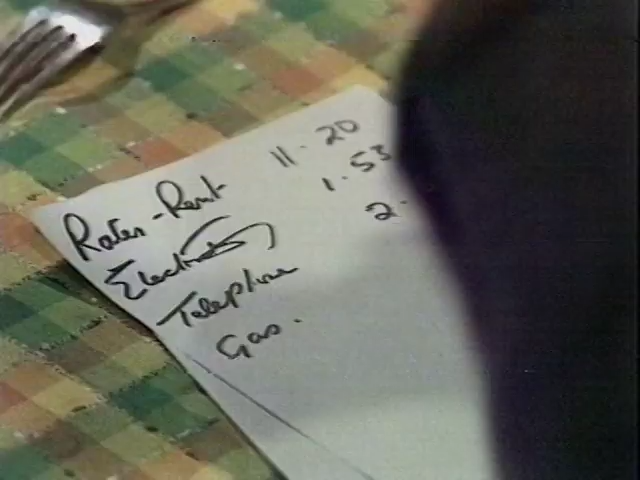 Rates - Rent 11.20
Electricity 1.53
Telephone 2.
Gas.